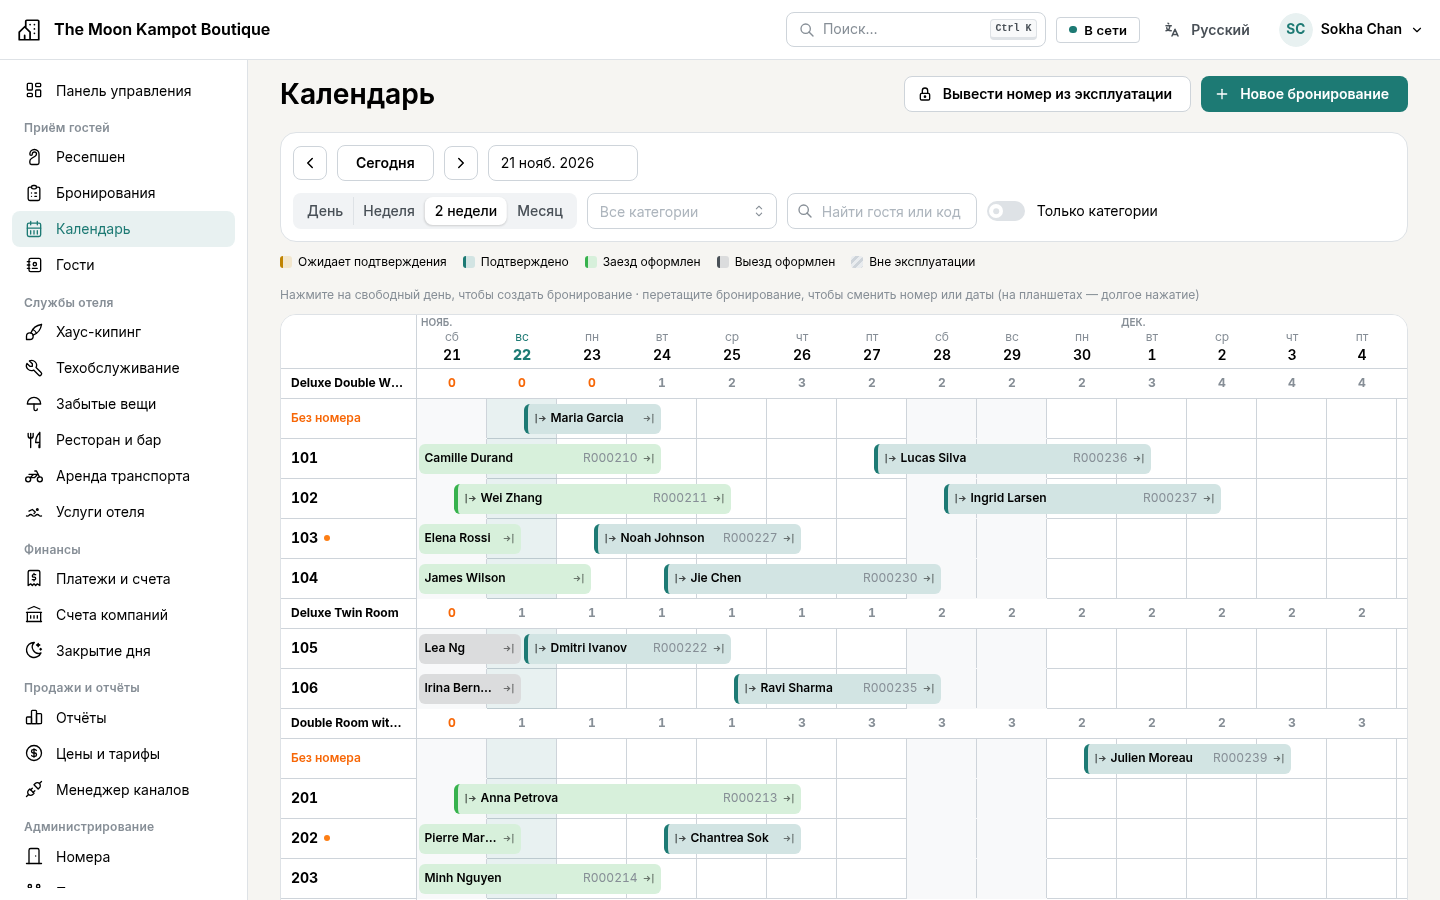 The Moon Kampot Boutique
Поиск...
Ctrl K
В сети
Русский
SC
Sokha Chan
Панель управления
Приём гостей
Ресепшен
Бронирования
Календарь
Гости
Службы отеля
Хаус-кипинг
Техобслуживание
Забытые вещи
Ресторан и бар
Аренда транспорта
Услуги отеля
Финансы
Платежи и счета
Счета компаний
Закрытие дня
Продажи и отчёты
Отчёты
Цены и тарифы
Менеджер каналов
Администрирование
Номера
Календарь
Вывести номер из эксплуатации
Новое бронирование
Сегодня
21 нояб. 2026
День Неделя 2 недели Месяц
Все категории
Найти гостя или код
Только категории
Ожидает подтверждения Подтверждено Заезд оформлен Выезд оформлен Вне эксплуатации
Нажмите на свободный день, чтобы создать бронирование · перетащите бронирование, чтобы сменить номер или даты (на планшетах — долгое нажатие)
НОЯБ. ДЕК.
сб вс пн вт ср чт пт сб вс пн вт ср чт пт
21 22 23 24 25 26 27 28 29 30 1 2 3 4
Deluxe Double W... 0 0 0 1 2 3 2 2 2 2 3 4 4 4
Без номера Maria Garcia
101 Camille Durand R000210 Lucas Silva R000236
102 Wei Zhang R000211 Ingrid Larsen R000237
103 Elena Rossi Noah Johnson R000227
104 James Wilson Jie Chen R000230
Deluxe Twin Room 0 1 1 1 1 1 1 2 2 2 2 2 2 2
105 Lea Ng Dmitri Ivanov R000222
106 Irina Bern... Ravi Sharma R000235
Double Room wit... 0 1 1 1 1 3 3 3 3 2 2 2 3 3
Без номера Julien Moreau R000239
201 Anna Petrova R000213
202 Pierre Mar... Chantrea Sok
203 Minh Nguyen R000214